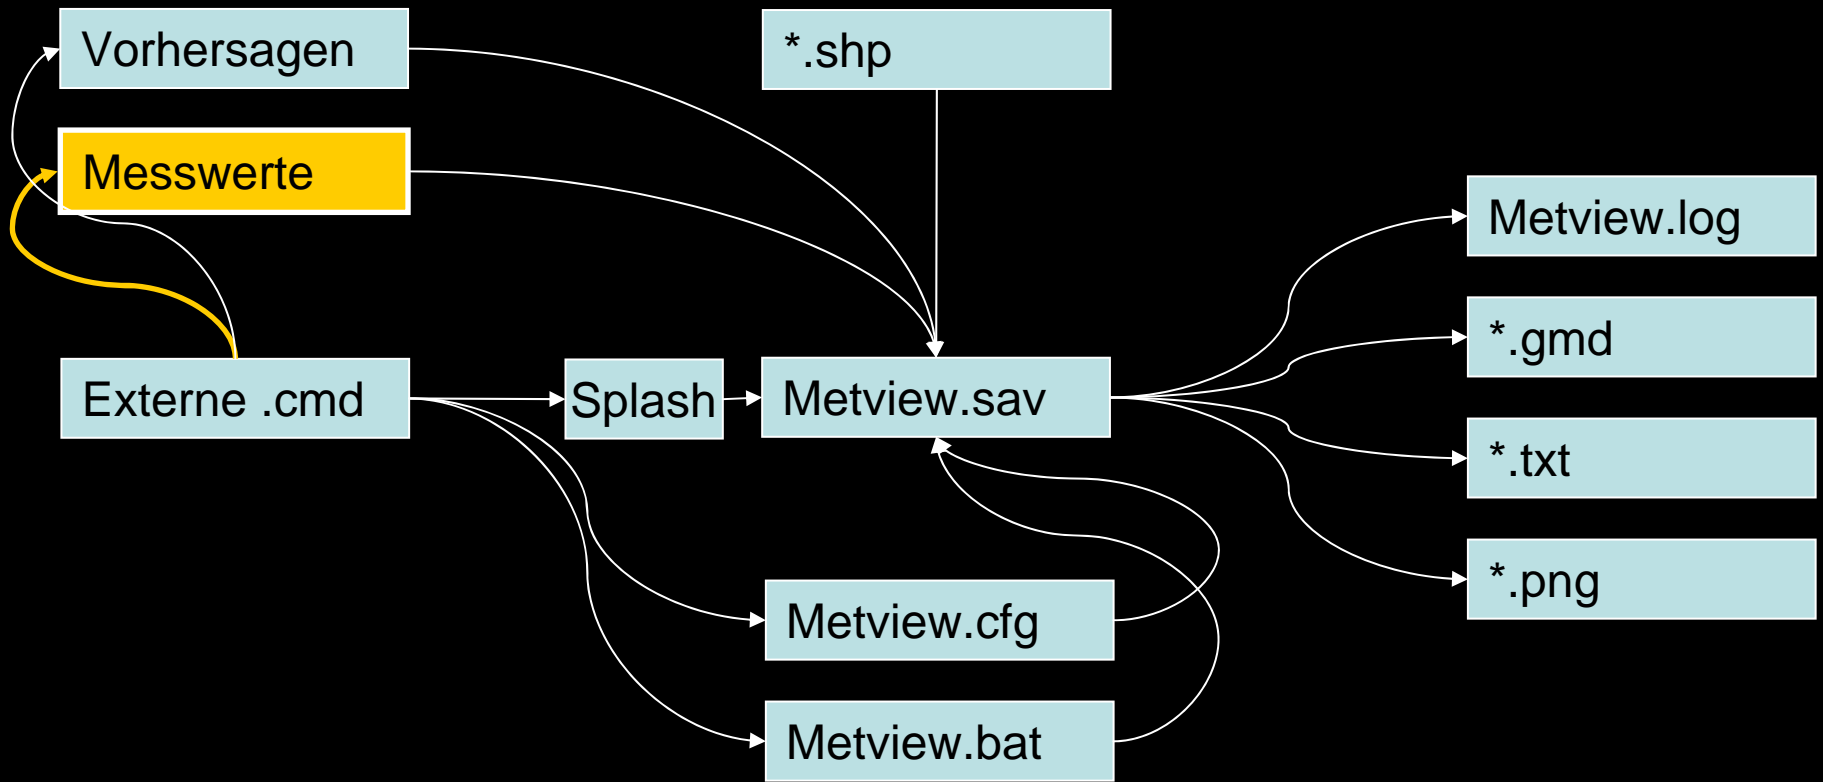 Vorhersagen
*.shp
Messwerte
Metview.log
*.gmd
Externe .cmd
Splash
Metview.sav
*.txt
*.png
Metview.cfg
Metview.bat